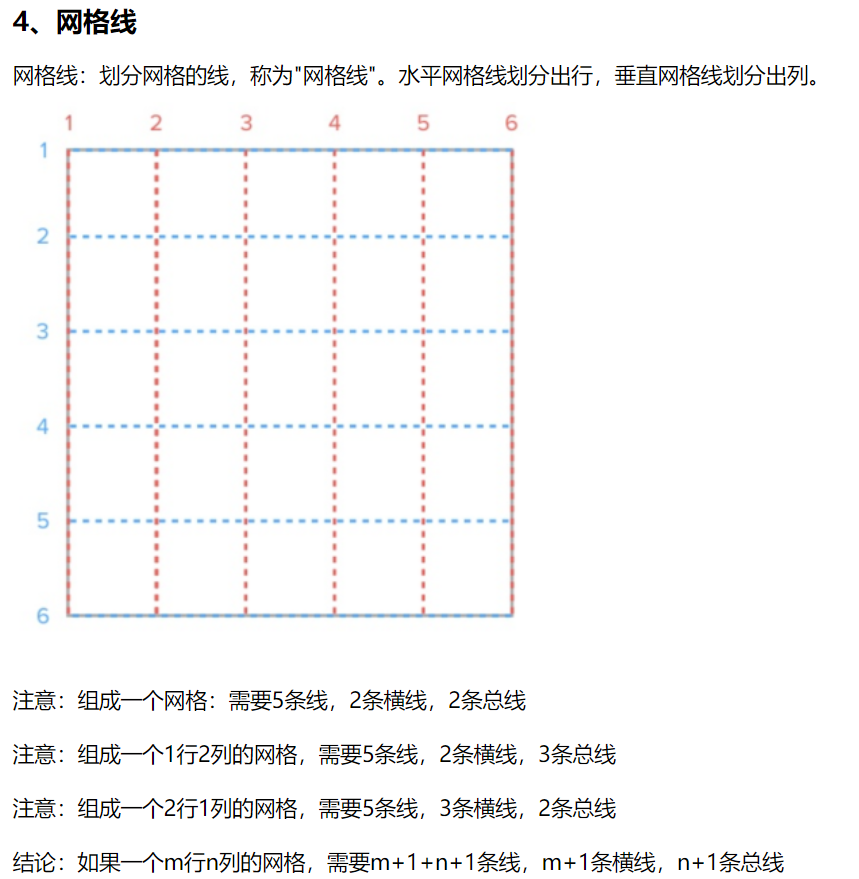 4、网格线
网格线：划分网格的线，称为"网格线"。水平网格线划分出行，垂直网格线划分出列。
1 2 3 4 5 6
1
2
3
4
5
6
注意：组成一个网格：需要5条线，2条横线，2条总线
注意：组成一个1行2列的网格，需要5条线，2条横线，3条总线
注意：组成一个2行1列的网格，需要5条线，3条横线，2条总线
结论：如果一个m行n列的网格，需要m+1+n+1条线，m+1条横线，n+1条总线